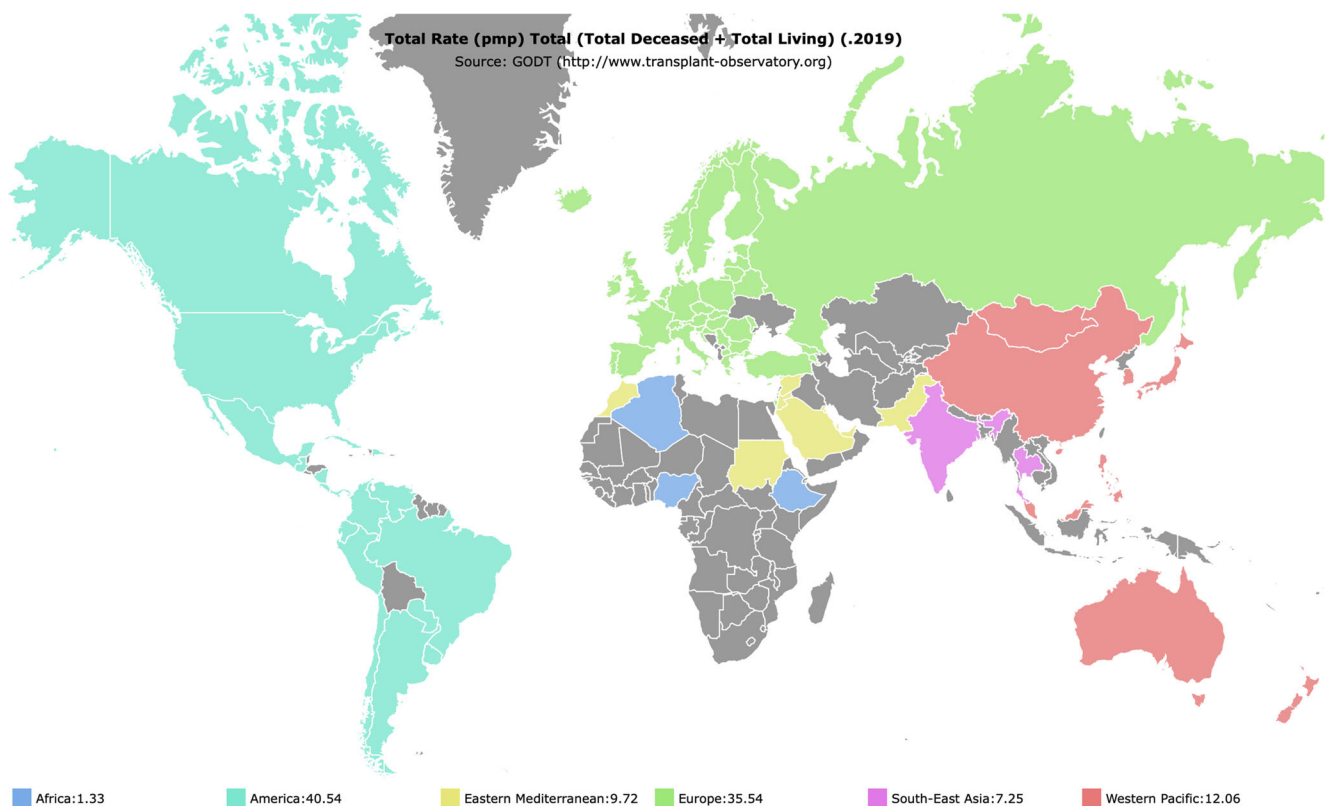 Total Rate (pmp) Total (Total Deceased + Total Living) (.2019)
Source: GODT (http://www.transplant-observatory.org)
Africa:1.33
America:40.54
Eastern Mediterranean:9.72
Europe:35.54
South-East Asia:7.25
Western Pacific:12.06